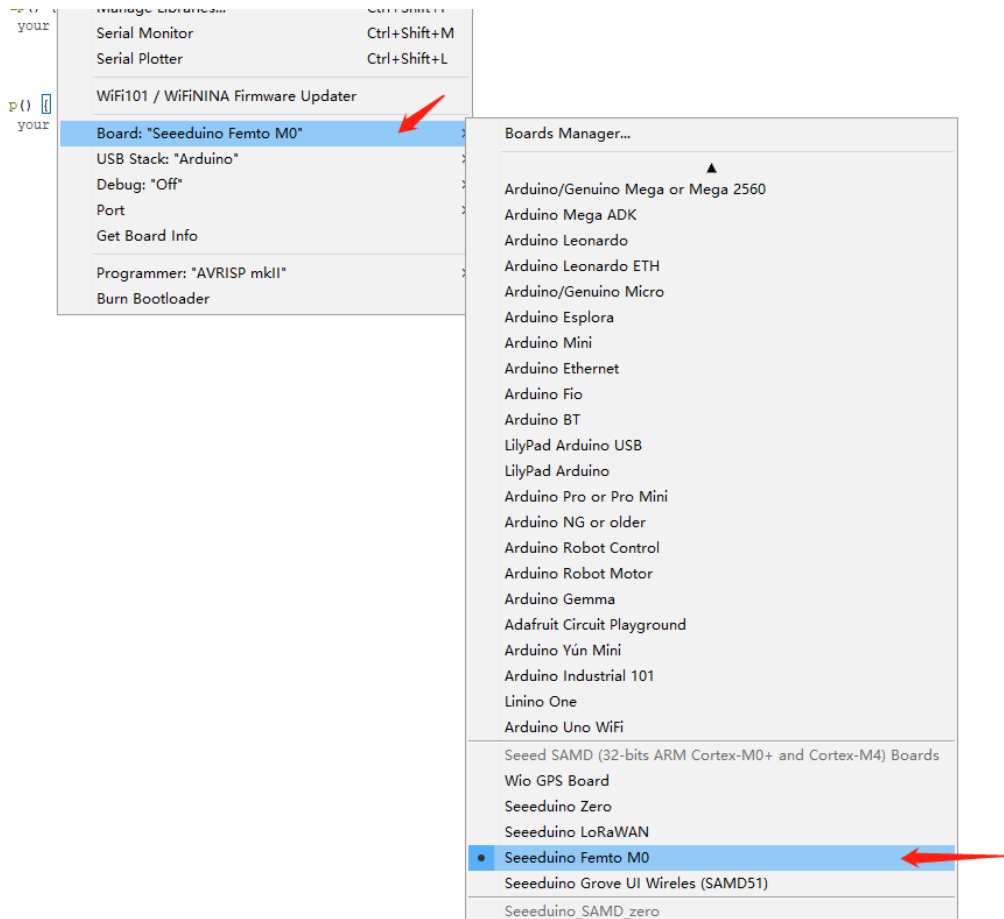 your
Serial Monitor Ctrl+Shift+M
Serial Plotter Ctrl+Shift+L
WiFi101 / WiFiNINA Firmware Updater
p() {
your
Board: "Seeeduino Femto M0"
USB Stack: "Arduino"
Debug: "Off"
Port
Get Board Info
Programmer: "AVRISP mkII"
Burn Bootloader
Boards Manager...
Arduino/Genuino Mega or Mega 2560
Arduino Mega ADK
Arduino Leonardo
Arduino Leonardo ETH
Arduino/Genuino Micro
Arduino Esplora
Arduino Mini
Arduino Ethernet
Arduino Fio
Arduino BT
LilyPad Arduino USB
LilyPad Arduino
Arduino Pro or Pro Mini
Arduino NG or older
Arduino Robot Control
Arduino Robot Motor
Arduino Gemma
Adafruit Circuit Playground
Arduino Yún Mini
Arduino Industrial 101
Linino One
Arduino Uno WiFi
Seeed SAMD (32-bits ARM Cortex-M0+ and Cortex-M4) Boards
Wio GPS Board
Seeeduino Zero
Seeeduino LoRaWAN
Seeeduino Femto M0
Seeeduino Grove UI Wireles (SAMD51)
Seeeduino_SAMD_zero